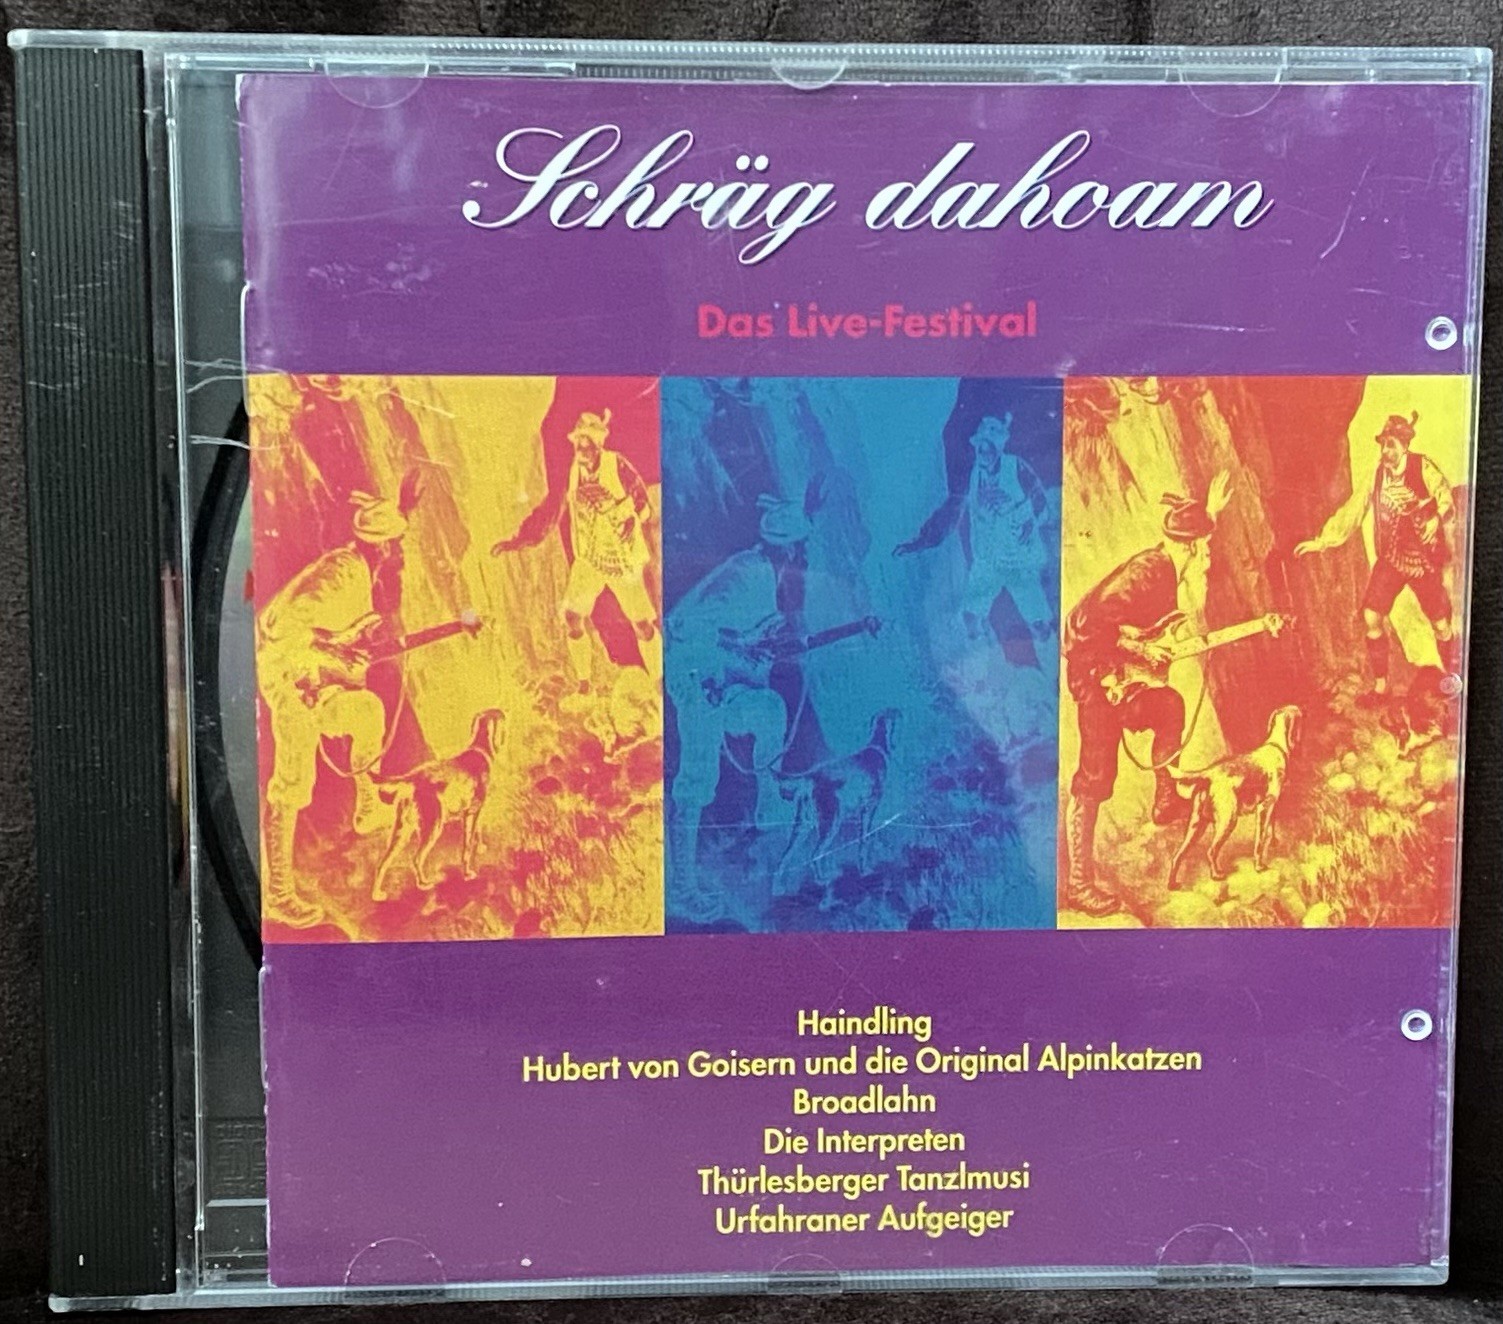 Schräg dahoam
Das Live-Festival
Haindling
Hubert von Goisern und die Original Alpinkatzen
Broadlahn
Die Interpreten
Thürlesberger Tanzlmusi
Urfahraner Aufgeiger